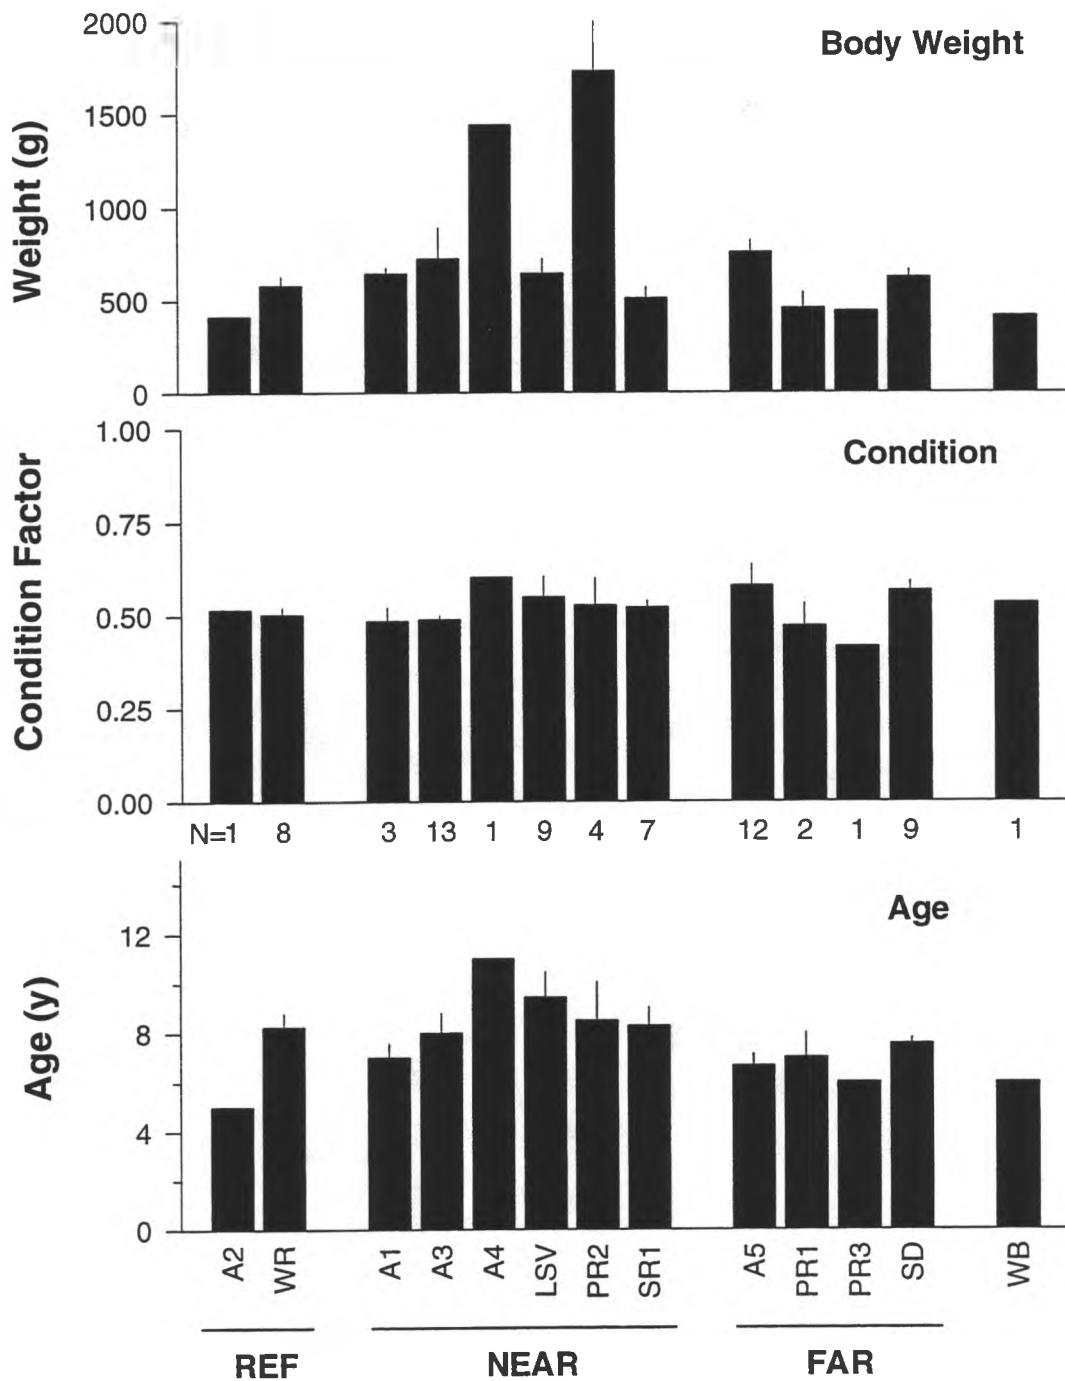 Body Weight
Weight (g)
2000
1500
1000
500
0
Condition
Condition Factor
1.00
0.75
0.50
0.25
0.00
N=1 8 3 13 1 9 4 7 12 2 1 9 1
Age
Age (y)
12
8
4
0
A2 WR A1 A3 A4 LSV PR2 SR1 A5 PR1 PR3 SD WB
REF NEAR FAR